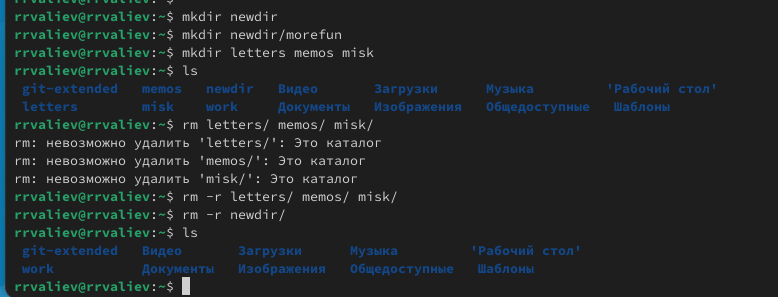 rrvaliev@rrvaliev:~$ mkdir newdir
rrvaliev@rrvaliev:~$ mkdir newdir/morefun
rrvaliev@rrvaliev:~$ mkdir letters memos misk
rrvaliev@rrvaliev:~$ ls
git-extended memos newdir Видео Загрузки Музыка 'Рабочий стол'
letters misk work Документы Изображения Общедоступные Шаблоны
rrvaliev@rrvaliev:~$ rm letters/ memos/ misk/
rm: невозможно удалить 'letters/': Это каталог
rm: невозможно удалить 'memos/': Это каталог
rm: невозможно удалить 'misk/': Это каталог
rrvaliev@rrvaliev:~$ rm -r letters/ memos/ misk/
rrvaliev@rrvaliev:~$ rm -r newdir/
rrvaliev@rrvaliev:~$ ls
git-extended Видео Загрузки Музыка 'Рабочий стол'
work Документы Изображения Общедоступные Шаблоны
rrvaliev@rrvaliev:~$